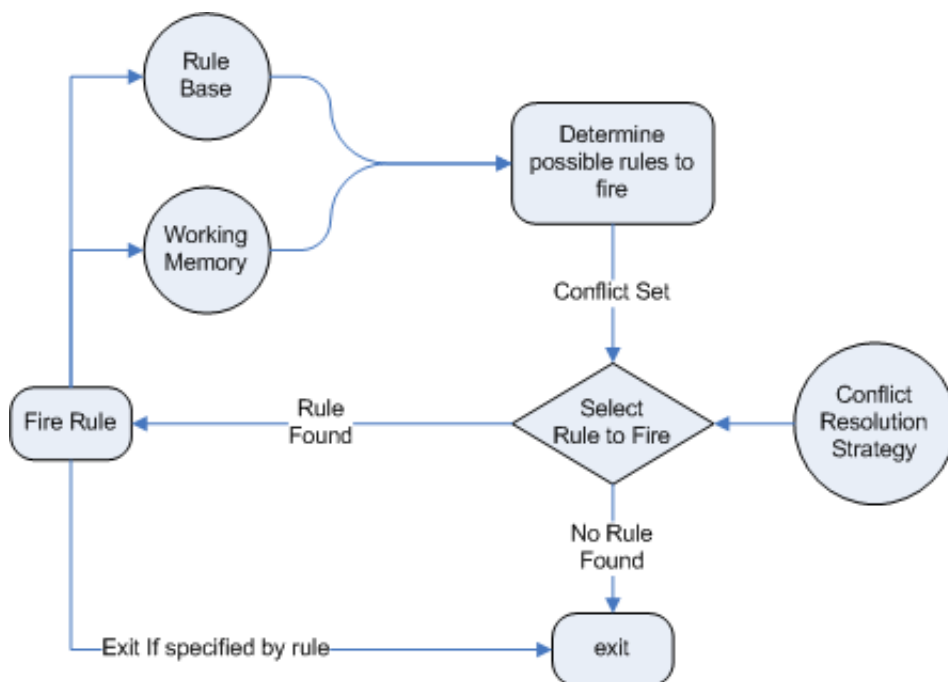 Rule
Base
Determine
possible rules to
fire
Working
Memory
Conflict Set
Conflict
Resolution
Strategy
Select
Rule to Fire
Rule
Found
Fire Rule
No Rule
Found
Exit If specified by rule
exit